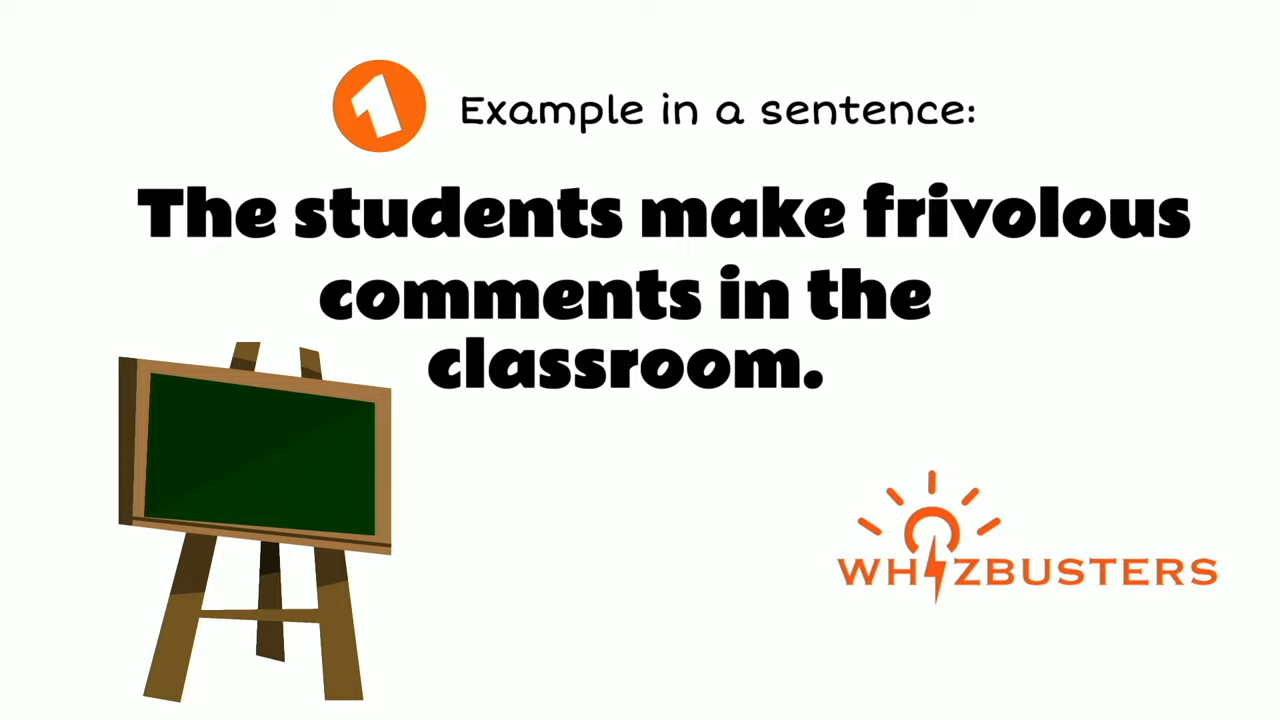 1 Example in a sentence:
The students make frivolous
comments in the
classroom.
WHIZBUSTERS